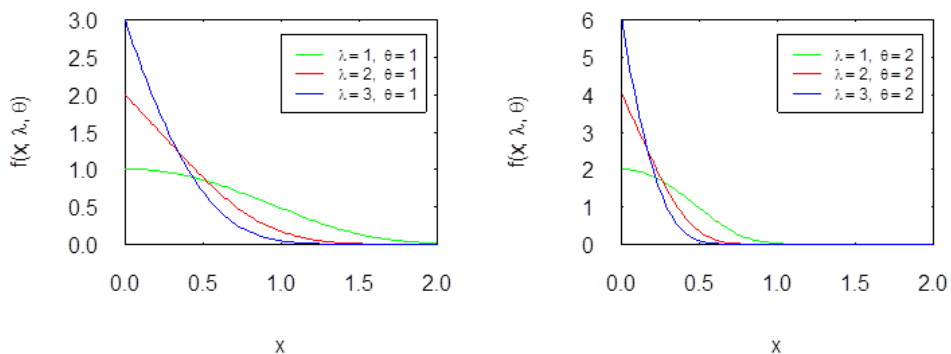 f(x, λ, θ)
3.0
2.5
2.0
1.5
1.0
0.5
0.0
λ = 1, θ = 1
λ = 2, θ = 1
λ = 3, θ = 1
0.0 0.5 1.0 1.5 2.0
x
f(x, λ, θ)
6
5
4
3
2
1
0
λ = 1, θ = 2
λ = 2, θ = 2
λ = 3, θ = 2
0.0 0.5 1.0 1.5 2.0
x